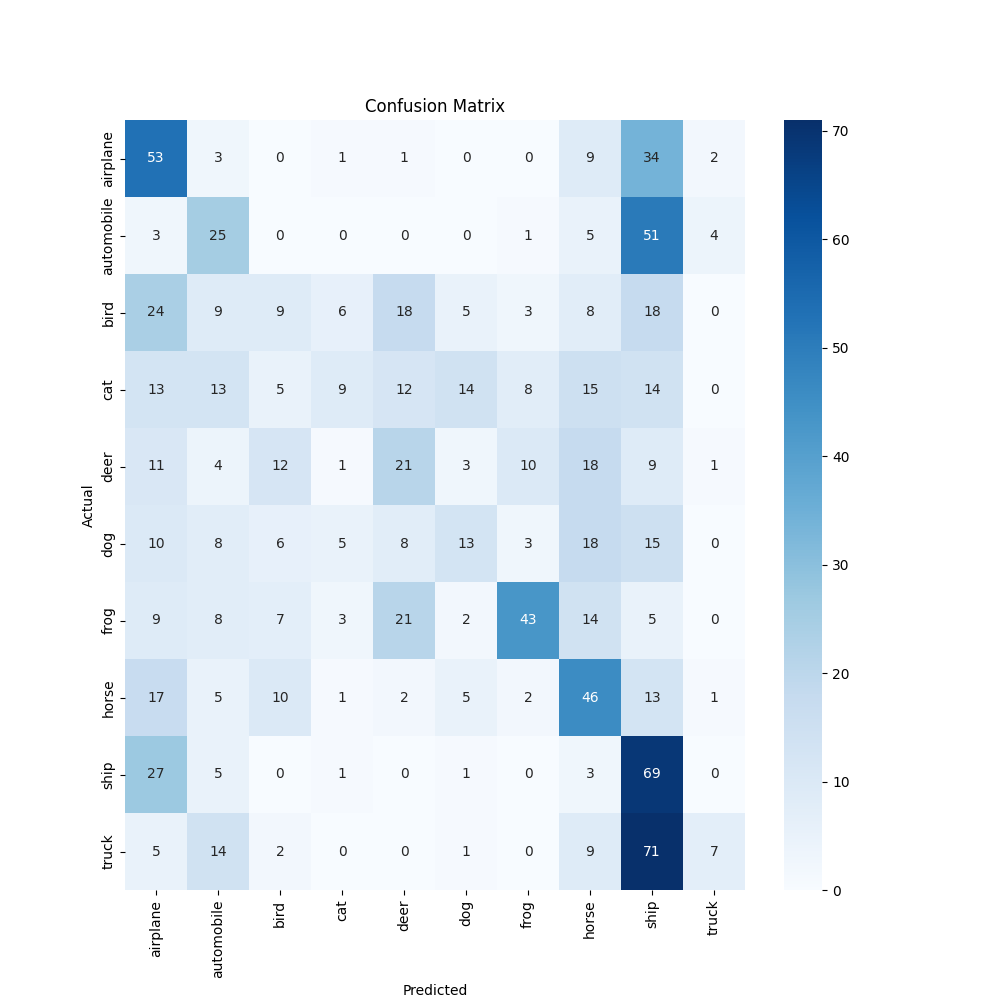 Confusion Matrix
airplane 53 3 0 1 1 0 0 9 34 2
automobile 3 25 0 0 0 0 1 5 51 4
bird 24 9 9 6 18 5 3 8 18 0
cat 13 13 5 9 12 14 8 15 14 0
deer 11 4 12 1 21 3 10 18 9 1
dog 10 8 6 5 8 13 3 18 15 0
frog 9 8 7 3 21 2 43 14 5 0
horse 17 5 10 1 2 5 2 46 13 1
ship 27 5 0 1 0 1 0 3 69 0
truck 5 14 2 0 0 1 0 9 71 7
airplane automobile bird cat deer dog frog horse ship truck
Predicted
Actual
70
60
50
40
30
20
10
0